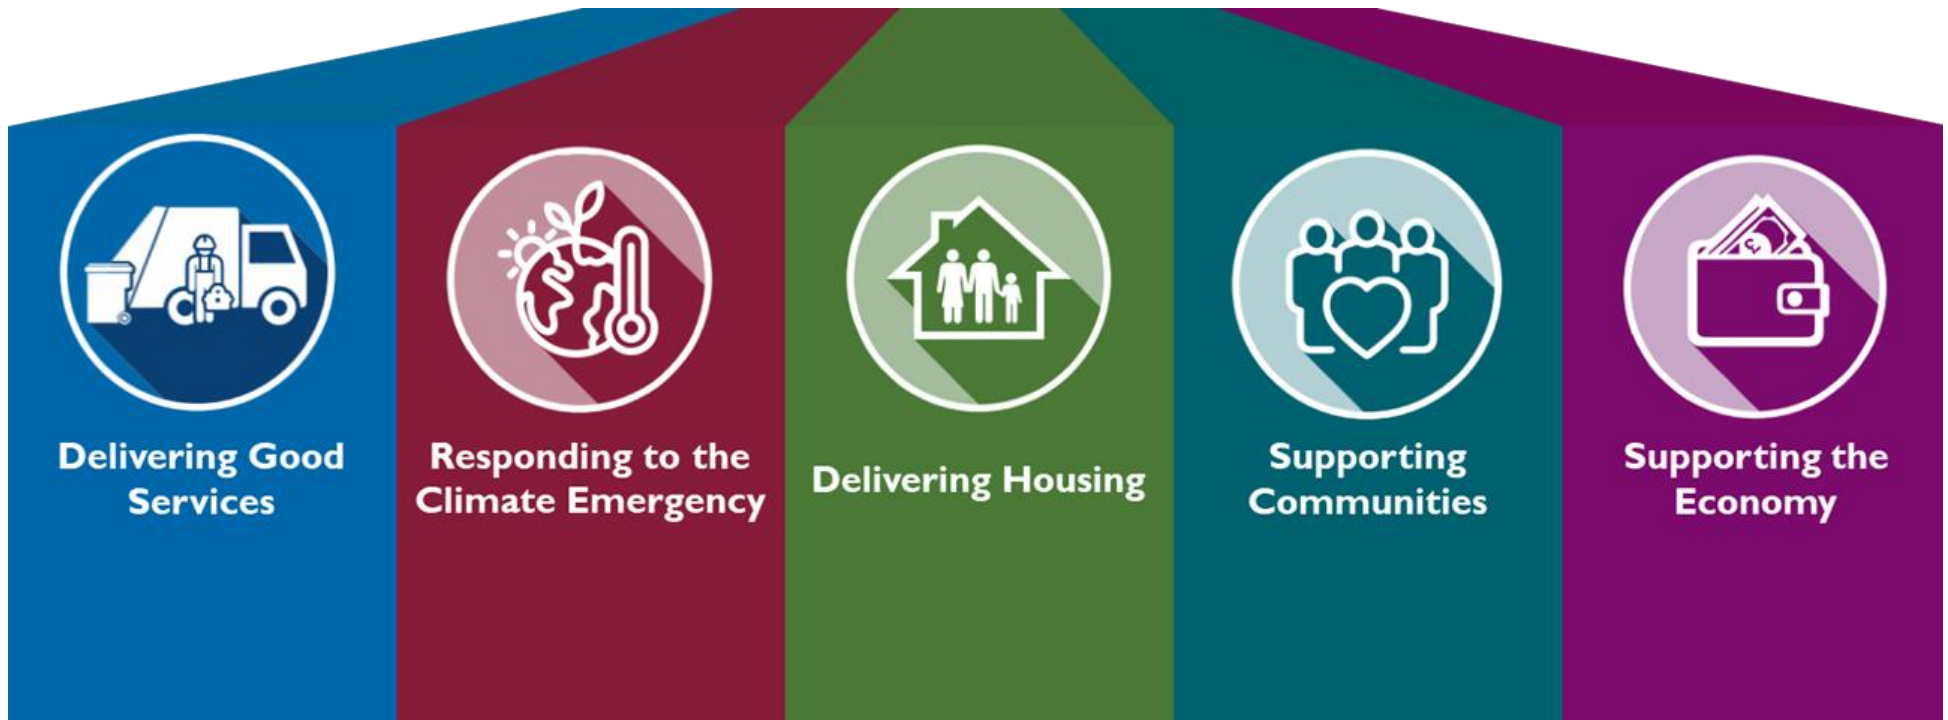 Delivering Good
Services
Responding to the
Climate Emergency
Delivering Housing
Supporting
Communities
£
Supporting the
Economy